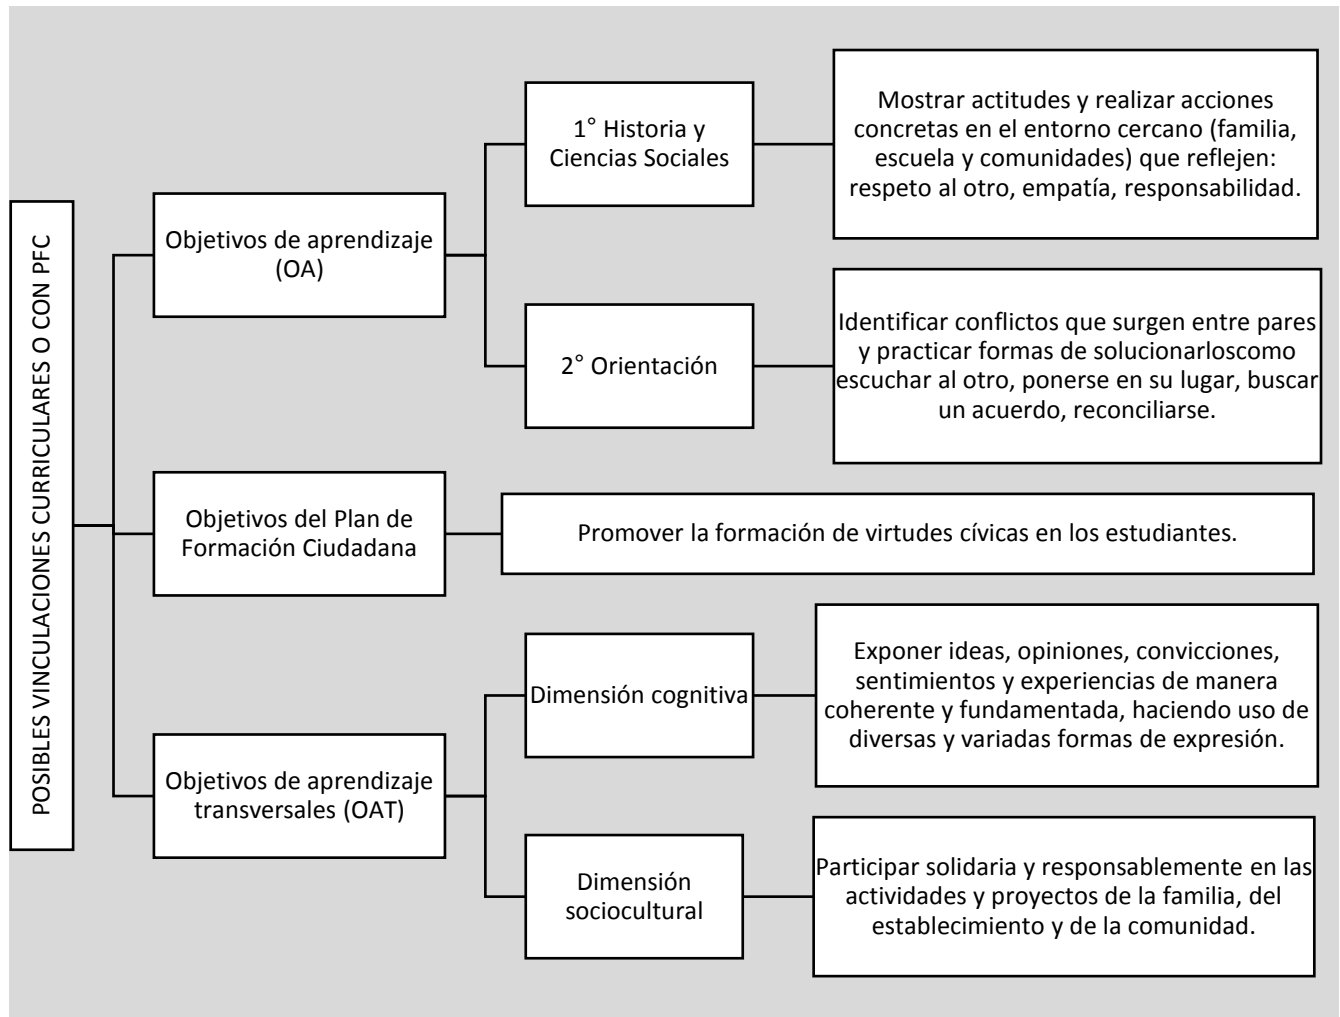 POSIBLES VINCULACIONES CURRICULARES O CON PFC
Objetivos de aprendizaje
(OA)
1° Historia y
Ciencias Sociales
Mostrar actitudes y realizar acciones
concretas en el entorno cercano (familia,
escuela y comunidades) que reflejen:
respeto al otro, empatía, responsabilidad.
2° Orientación
Identificar conflictos que surgen entre pares
y practicar formas de solucionarloscomo
escuchar al otro, ponerse en su lugar, buscar
un acuerdo, reconciliarse.
Objetivos del Plan de
Formación Ciudadana
Promover la formación de virtudes cívicas en los estudiantes.
Objetivos de aprendizaje
transversales (OAT)
Dimensión cognitiva
Exponer ideas, opiniones, convicciones,
sentimientos y experiencias de manera
coherente y fundamentada, haciendo uso de
diversas y variadas formas de expresión.
Dimensión
sociocultural
Participar solidaria y responsablemente en las
actividades y proyectos de la familia, del
establecimiento y de la comunidad.